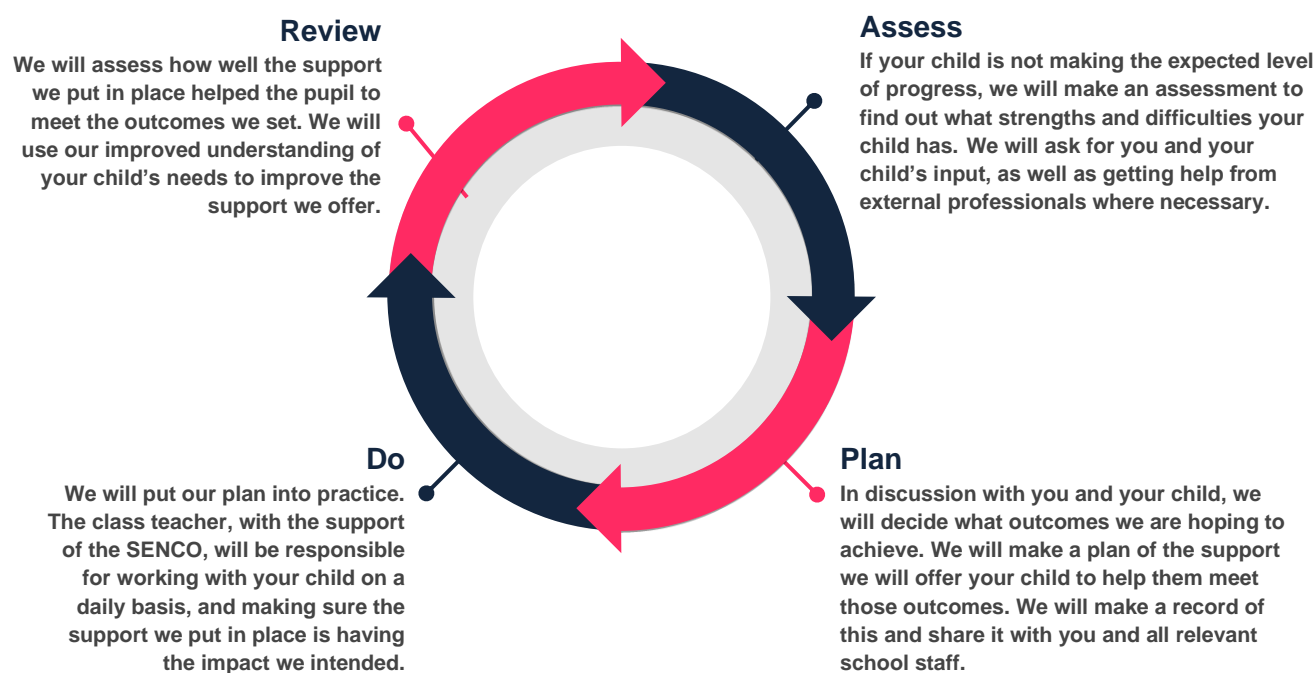 Review
We will assess how well the support
we put in place helped the pupil to
meet the outcomes we set. We will
use our improved understanding of
your child’s needs to improve the
support we offer.
Assess
If your child is not making the expected level
of progress, we will make an assessment to
find out what strengths and difficulties your
child has. We will ask for you and your
child’s input, as well as getting help from
external professionals where necessary.
Do
We will put our plan into practice.
The class teacher, with the support
of the SENCO, will be responsible
for working with your child on a
daily basis, and making sure the
support we put in place is having
the impact we intended.
Plan
In discussion with you and your child, we
will decide what outcomes we are hoping to
achieve. We will make a plan of the support
we will offer your child to help them meet
those outcomes. We will make a record of
this and share it with you and all relevant
school staff.